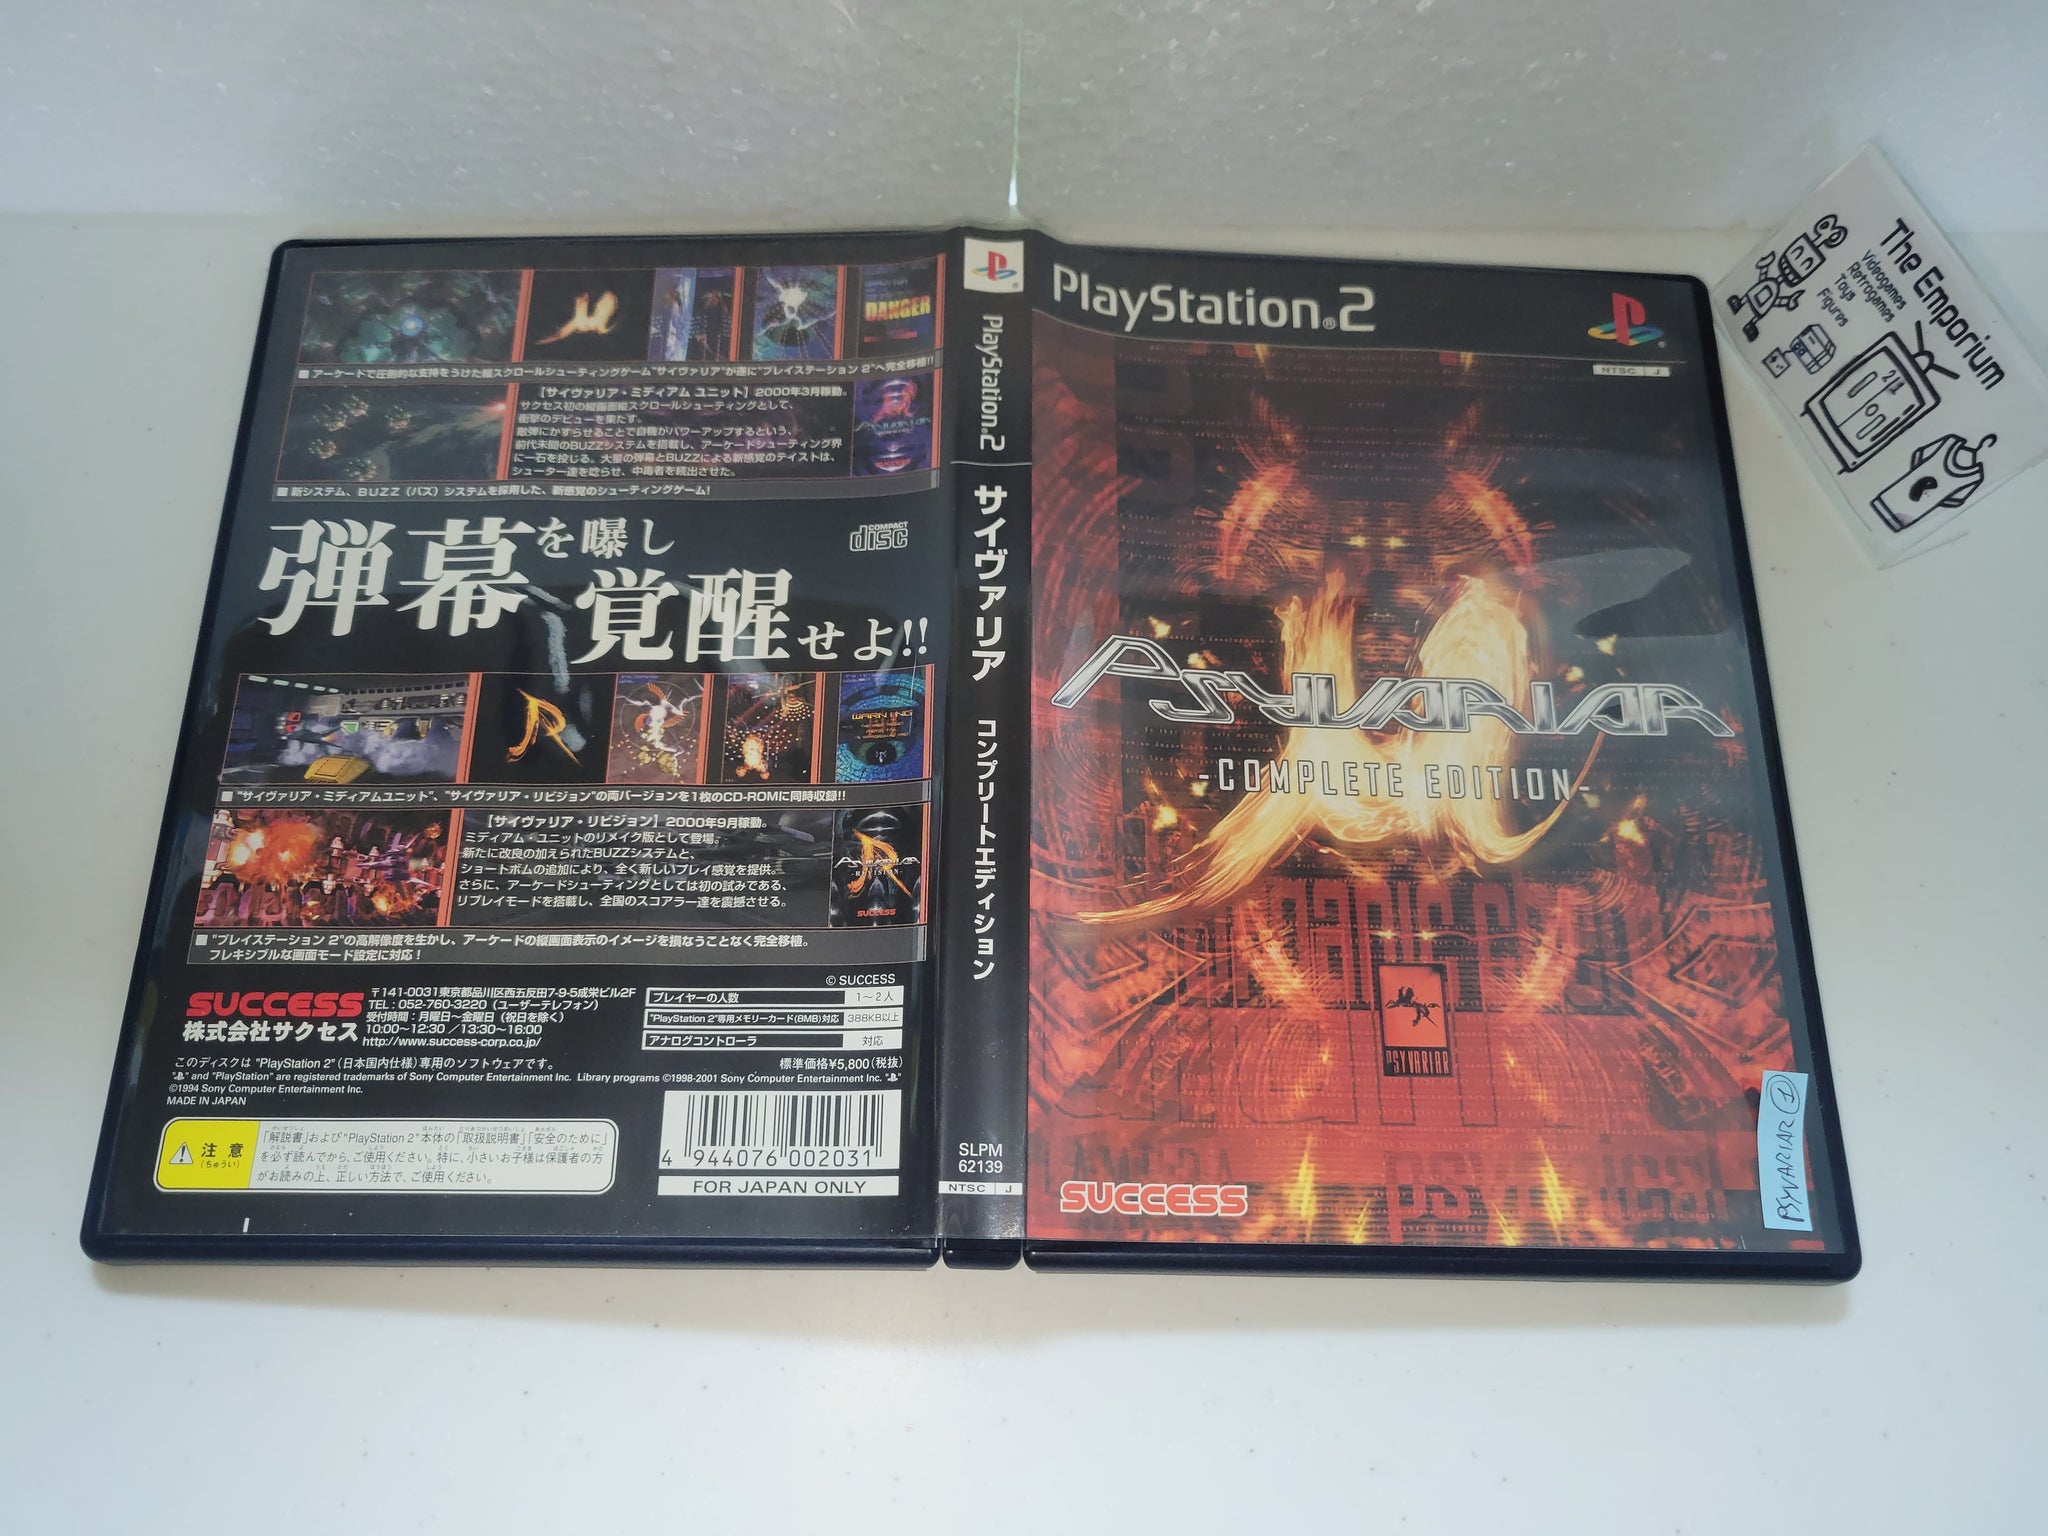 DANGER
■アーケードで圧倒的な支持をうけた縦スクロールシューティングゲーム"サイヴァリア"が遂に"プレイステーション 2"へ完全移植!!
【サイヴァリア・ミディアム ユニット】2000年3月稼動。
サクセス初の縦画面縦スクロールシューティングとして、
衝撃のデビューを果たす。
敵弾にかすらせることで自機がパワーアップするという、
前代未聞のBUZZシステムを搭載し、アーケードシューティング界
に一石を投じる。大量の弾幕とBUZZによる新感覚のテイストは、
シューター達を唸らせ、中毒者を続出させた。
SUCCESS
■新システム、BUZZ（バズ）システムを採用した、新感覚のシューティングゲーム!
COMPACT
disc
弾幕を曝し
覚醒せよ!!
WARNING
■"サイヴァリア・ミディアムユニット"、"サイヴァリア・リビジョン"の両バージョンを1枚のCD-ROMに同時収録!!
【サイヴァリア・リビジョン】2000年9月稼動。
ミディアム・ユニットのリメイク版として登場。
新たに改良の加えられたBUZZシステムと、
ショートボムの追加により、全く新しいプレイ感覚を提供。
さらに、アーケードシューティングとしては初の試みである、
リプレイモードを搭載し、全国のスコアラー達を震撼させる。
PSYVARIAR
-REVISION-
SUCCESS
■"プレイステーション 2"の高解像度を生かし、アーケードの縦画面表示のイメージを損なうことなく完全移植。
フレキシブルな画面モード設定に対応！
© SUCCESS
SUCCESS
株式会社サクセス
〒141-0031東京都品川区西五反田7-9-5成栄ビル2F
TEL：052-760-3220（ユーザーテレフォン）
受付時間：月曜日〜金曜日（祝日を除く）
10:00〜12:30 ／13:30〜16:00
http://www.success-corp.co.jp/
プレイヤーの人数 1〜2人
"PlayStation 2"専用メモリーカード(8MB)対応 388KB以上
アナログコントローラ 対応
標準価格¥5,800(税抜)
このディスクは "PlayStation 2"（日本国内仕様）専用のソフトウェアです。
" " and "PlayStation" are registered trademarks of Sony Computer Entertainment Inc. Library programs ©1998-2001 Sony Computer Entertainment Inc. " "
©1994 Sony Computer Entertainment Inc.
MADE IN JAPAN
注意
(ちゅうい)
「解説書」および"PlayStation 2"本体の「取扱説明書」「安全のために」
を必ず読んでから、ご使用ください。特に、小さいお子様は保護者の方
がお読みの上、正しい方法で、ご使用ください。
4 944076 002031
FOR JAPAN ONLY
PlayStation.2
サイヴァリア コンプリートエディション
SLPM
62139
NTSC J
PlayStation®2
NTSC J
μ
PSYVARIAR
-COMPLETE EDITION-
PSYVARIAR
SUCCESS
PSYVARIAR ①
The Emporium
Videogames
Retrogames
Toys
Figures